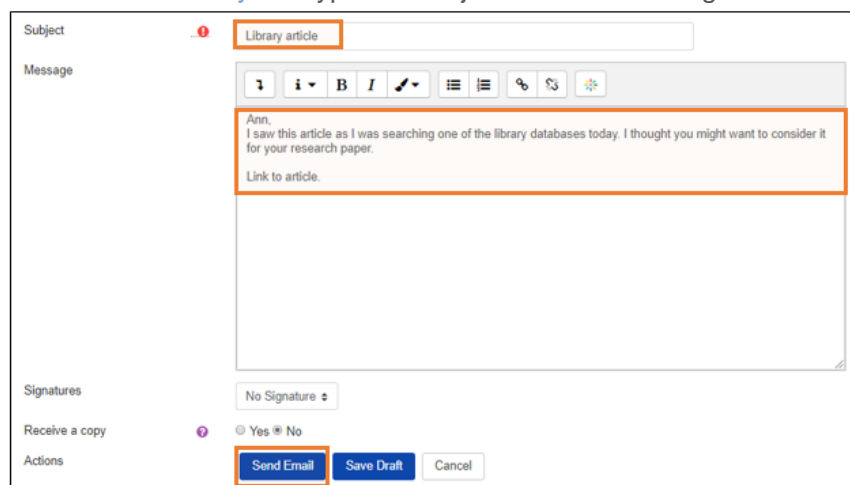 Subject
Library article
Message
i B I
Ann,
I saw this article as I was searching one of the library databases today. I thought you might want to consider it
for your research paper.
Link to article.
Signatures
No Signature
Receive a copy
Yes No
Actions
Send Email Save Draft Cancel